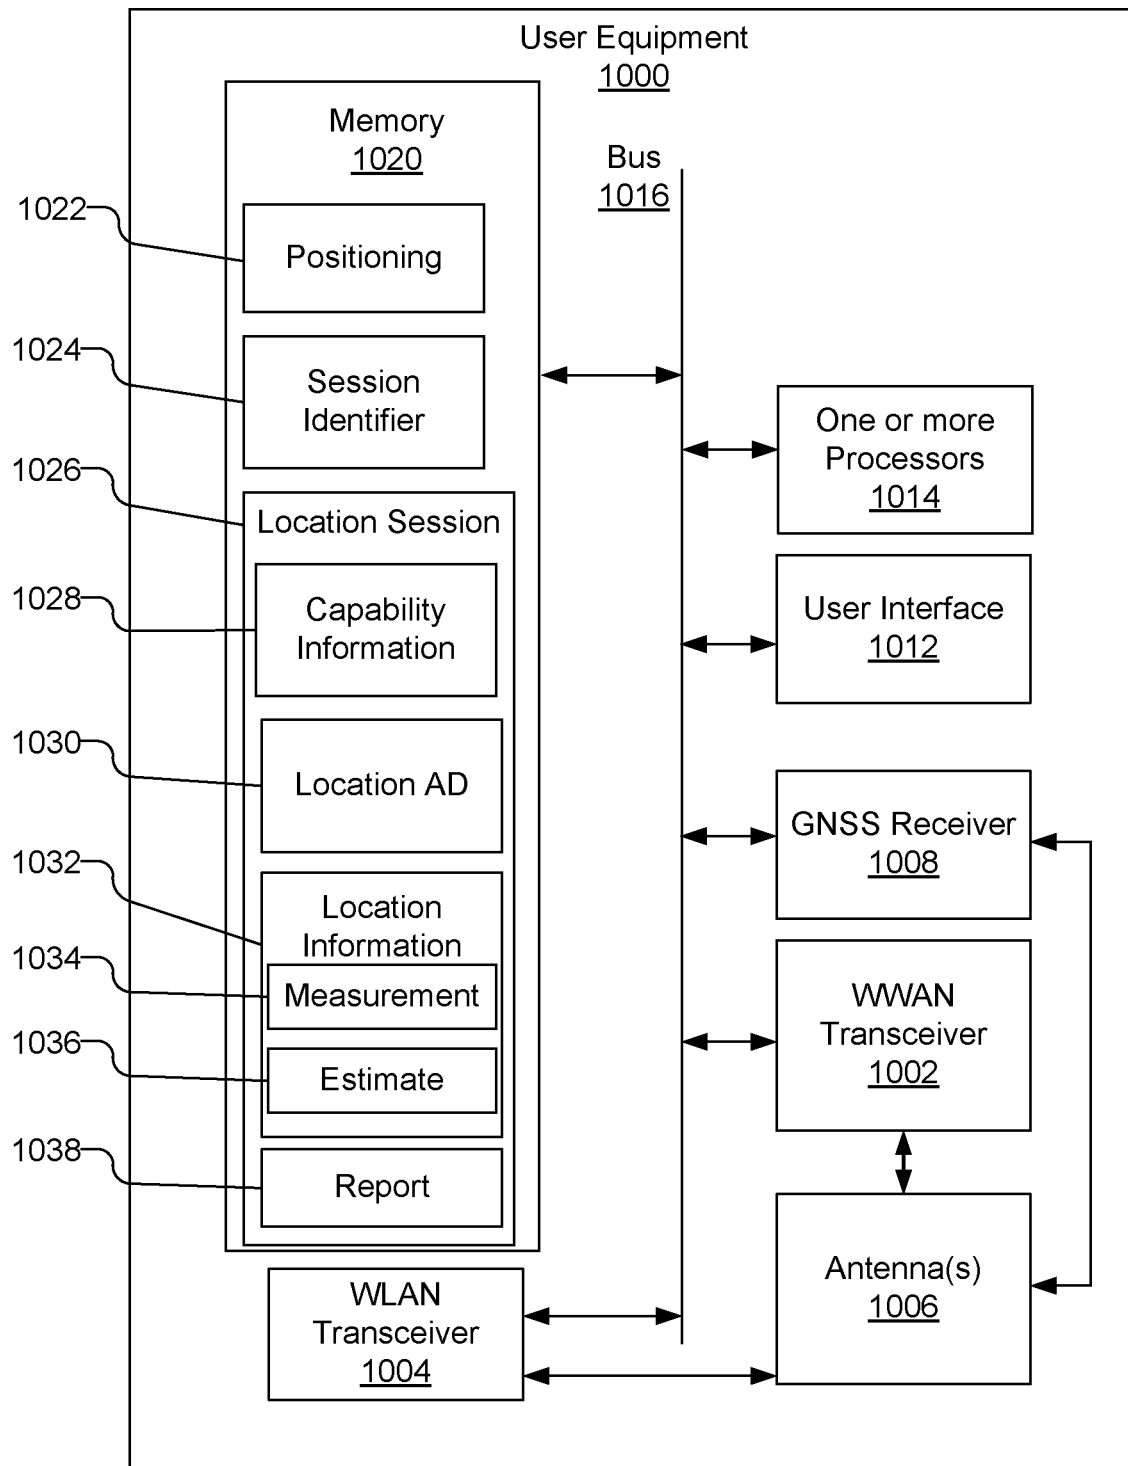 User Equipment
1000
Memory
1020
Bus
1016
1022
Positioning
1024
Session
Identifier
1026
Location Session
1028
Capability
Information
1030
Location AD
1032
Location
Information
1034
Measurement
1036
Estimate
1038
Report
One or more
Processors
1014
User Interface
1012
GNSS Receiver
1008
WWAN
Transceiver
1002
Antenna(s)
1006
WLAN
Transceiver
1004